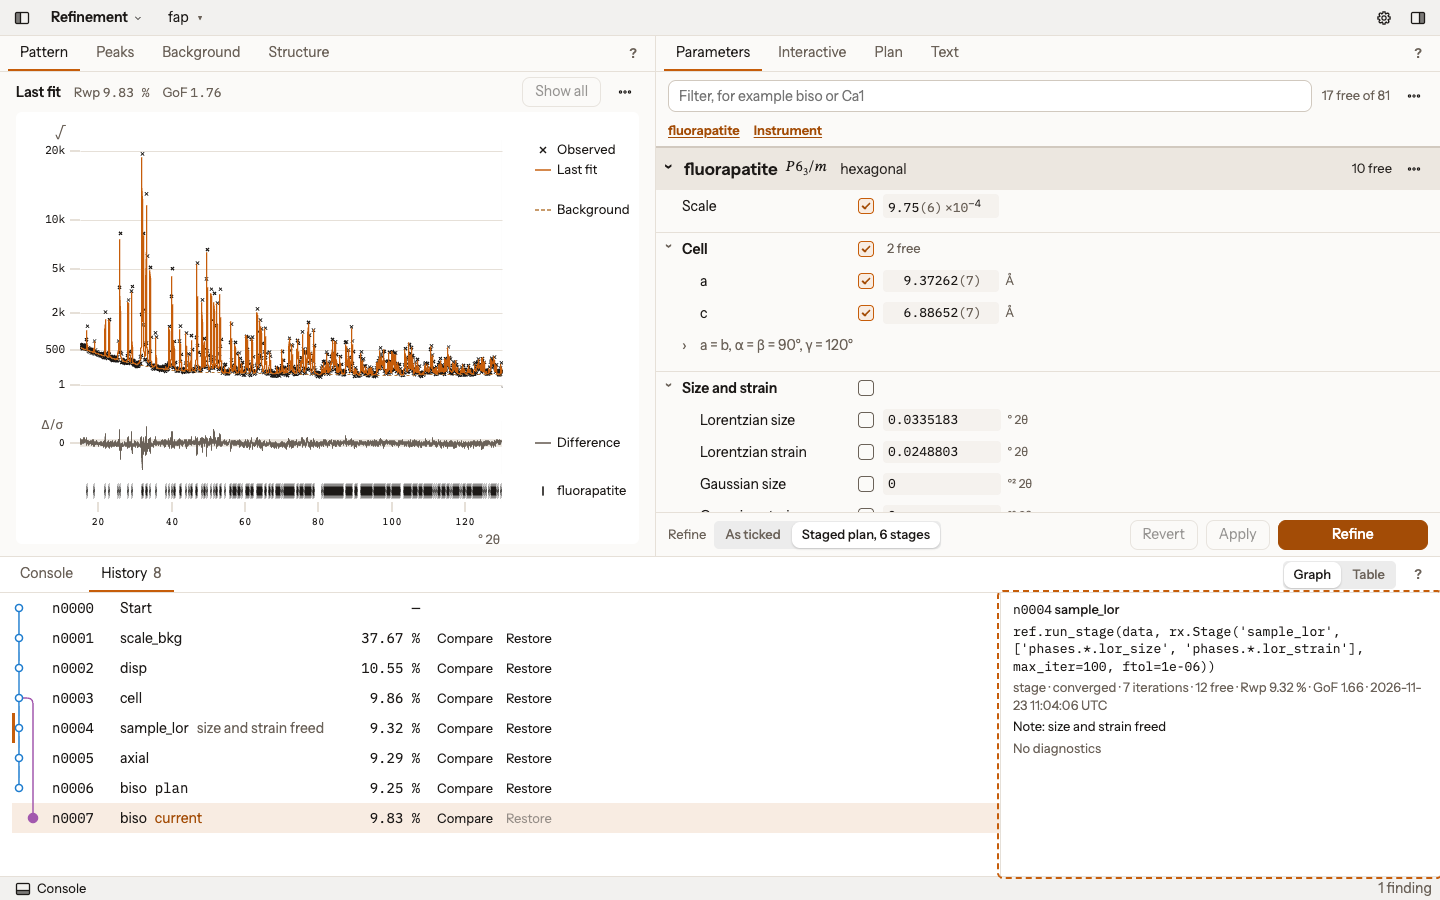 Refinement fap
Pattern Peaks Background Structure ?
Last fit Rwp 9.83 % GoF 1.76 Show all
√
20k
10k
5k
2k
500
1
Δ/σ
0
Observed
Last fit
Background
Difference
fluorapatite
20 40 60 80 100 120
°2θ
Parameters Interactive Plan Text ?
Filter, for example biso or Ca1 17 free of 81
fluorapatite Instrument
fluorapatite P6₃/m hexagonal 10 free
Scale 9.75(6) ×10⁻⁴
Cell 2 free
a 9.37262(7) Å
c 6.88652(7) Å
a = b, α = β = 90°, γ = 120°
Size and strain
Lorentzian size 0.0335183 °2θ
Lorentzian strain 0.0248803 °2θ
Gaussian size 0 °² 2θ
Refine As ticked Staged plan, 6 stages Revert Apply Refine
Console History 8 Graph Table ?
n0000 Start —
n0001 scale_bkg 37.67 % Compare Restore
n0002 disp 10.55 % Compare Restore
n0003 cell 9.86 % Compare Restore
n0004 sample_lor size and strain freed 9.32 % Compare Restore
n0005 axial 9.29 % Compare Restore
n0006 biso plan 9.25 % Compare Restore
n0007 biso current 9.83 % Compare Restore
n0004 sample_lor
ref.run_stage(data, rx.Stage('sample_lor',
['phases.*.lor_size', 'phases.*.lor_strain'],
max_iter=100, ftol=1e-06))
stage · converged · 7 iterations · 12 free · Rwp 9.32 % · GoF 1.66 · 2026-11-
23 11:04:06 UTC
Note: size and strain freed
No diagnostics
Console 1 finding